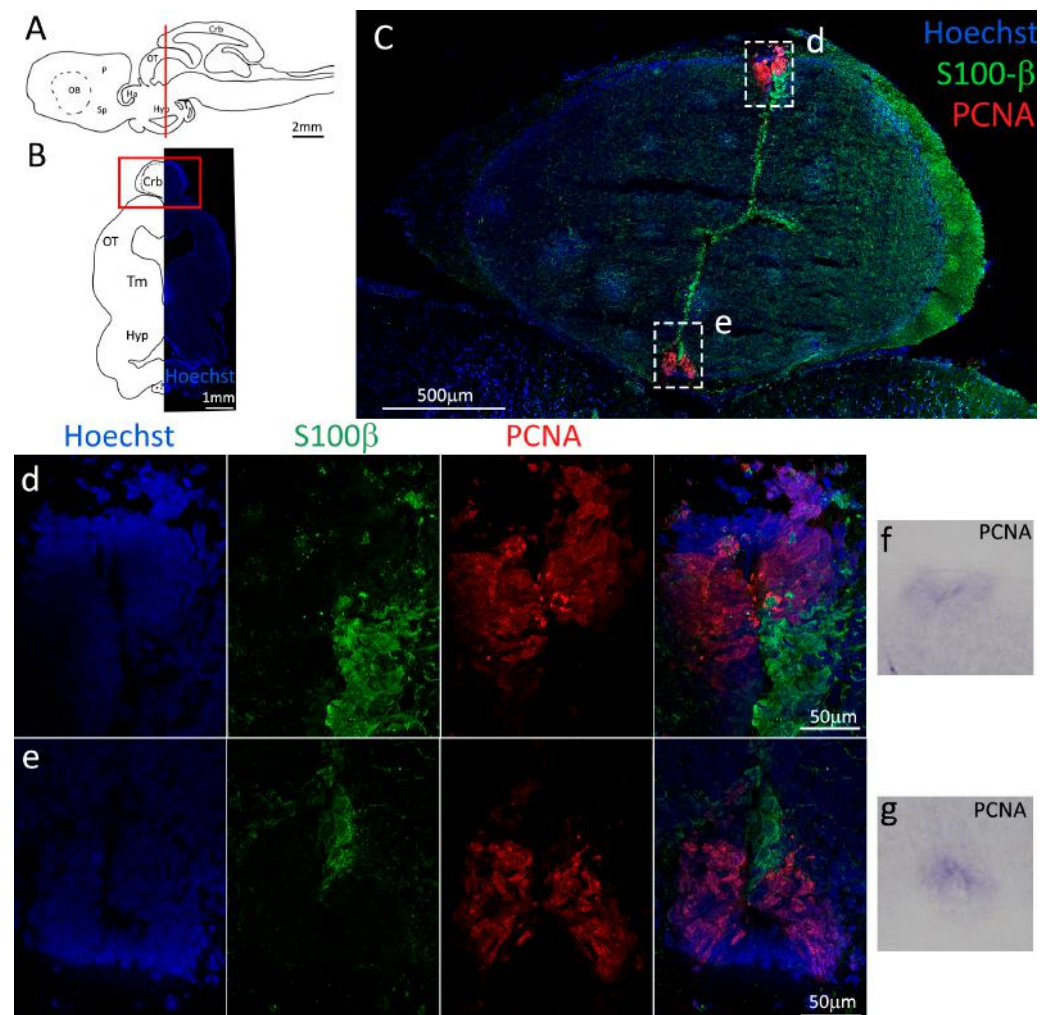 A
Crb
OT
P
OB
Ha
Sp
Hyp
2mm
B
Crb
OT
Tm
Hyp
Hoechst
1mm
C
d
Hoechst
S100-β
PCNA
e
500μm
Hoechst
S100β
PCNA
d
50μm
e
50μm
f
PCNA
g
PCNA